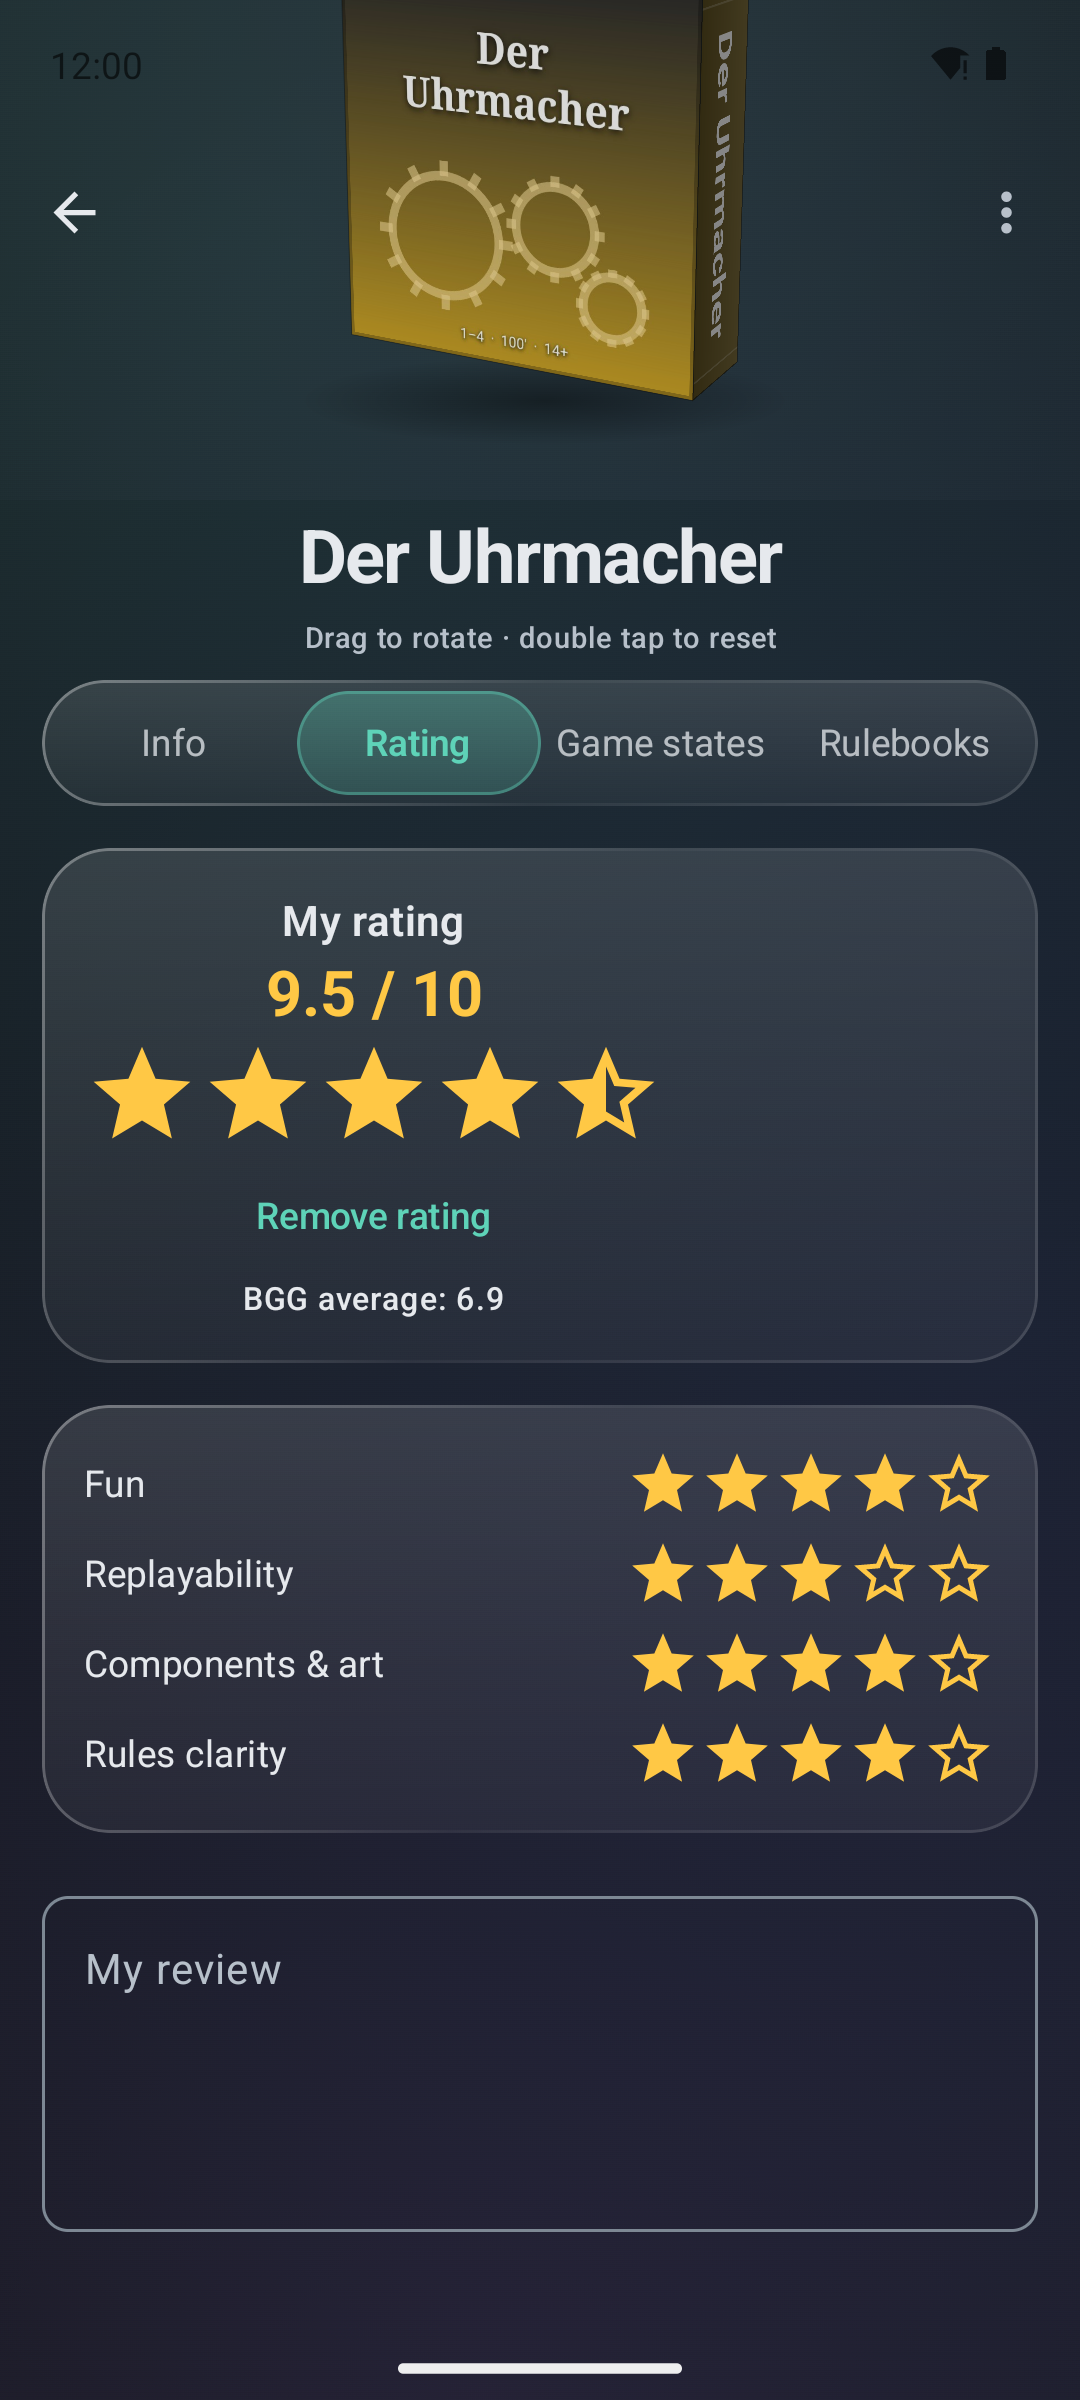 12:00
Der
Uhrmacher
Der Uhrmacher
1–4 · 100' · 14+
Der Uhrmacher
Drag to rotate · double tap to reset
Info
Rating
Game states
Rulebooks
My rating
9.5 / 10
Remove rating
BGG average: 6.9
Fun
Replayability
Components & art
Rules clarity
My review